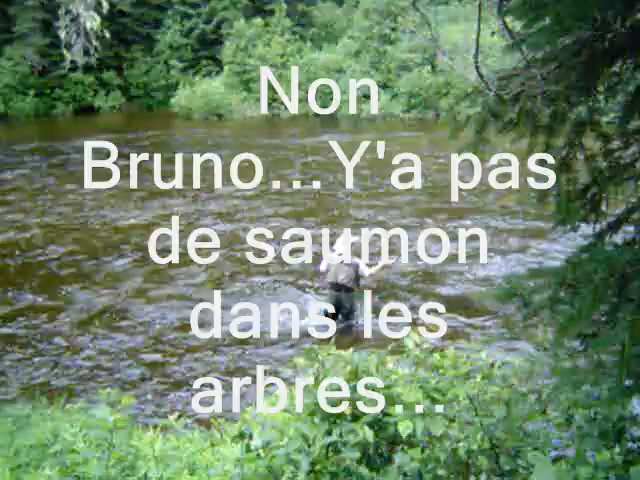 Non
Bruno...Y'a pas
de saumon
dans les
arbres...